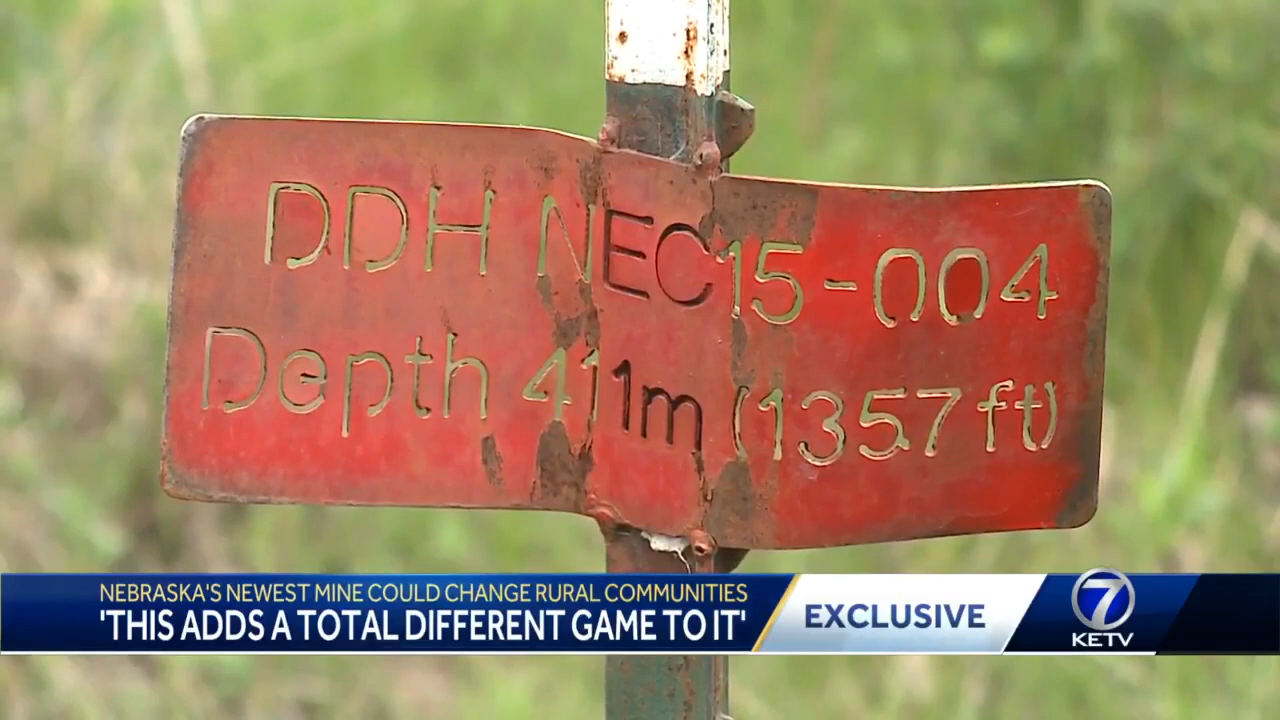 DDH NEC15-004
Depth 411m (1357 ft)
NEBRASKA'S NEWEST MINE COULD CHANGE RURAL COMMUNITIES
'THIS ADDS A TOTAL DIFFERENT GAME TO IT'
EXCLUSIVE
7
KETV